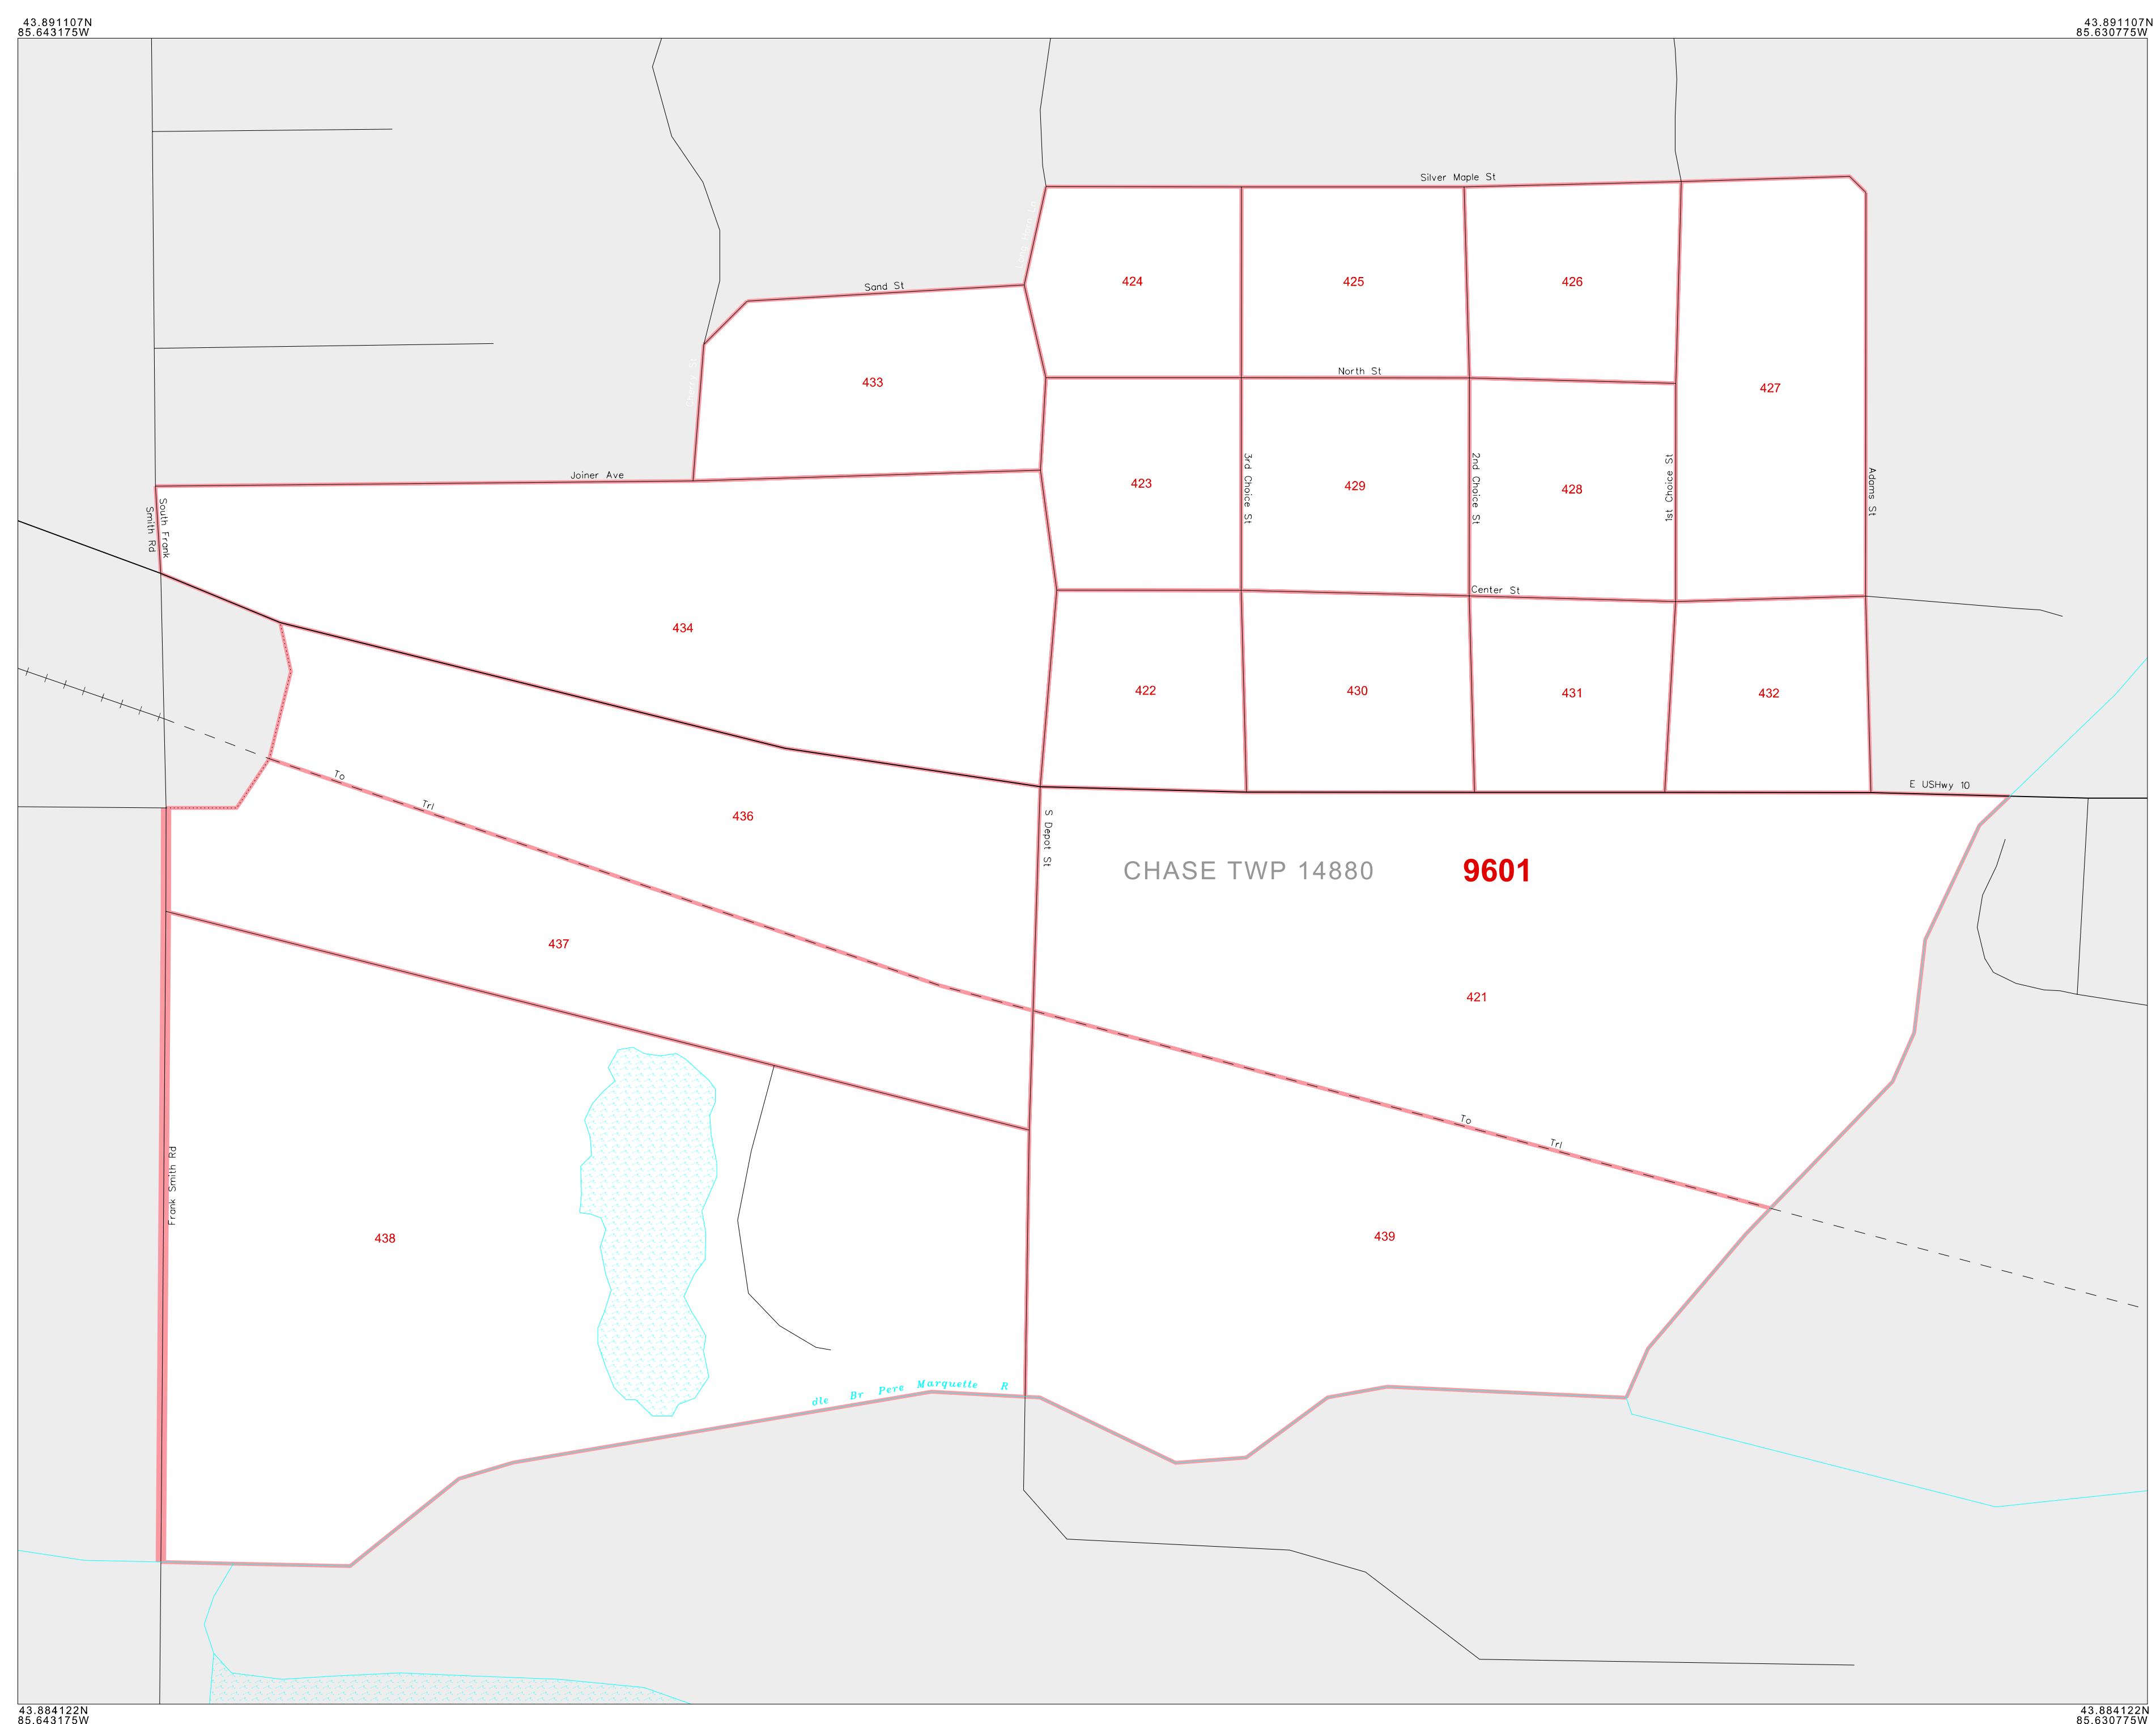 43.891107N
85.643175W
43.891107N
85.630775W
Silver Maple St
424
425
426
Sand St
North St
433
427
Joiner Ave
South Frank
Smith Rd
3rd Choice St
2nd Choice St
1st Choice St
Adams St
423
429
428
Center St
434
422
430
431
432
To
Trl
E USHwy 10
436
S Depot St
CHASE TWP 14880
9601
437
421
To
Trl
Frank Smith Rd
438
439
dle Br Pere Marquette R
43.884122N
85.643175W
43.884122N
85.630775W